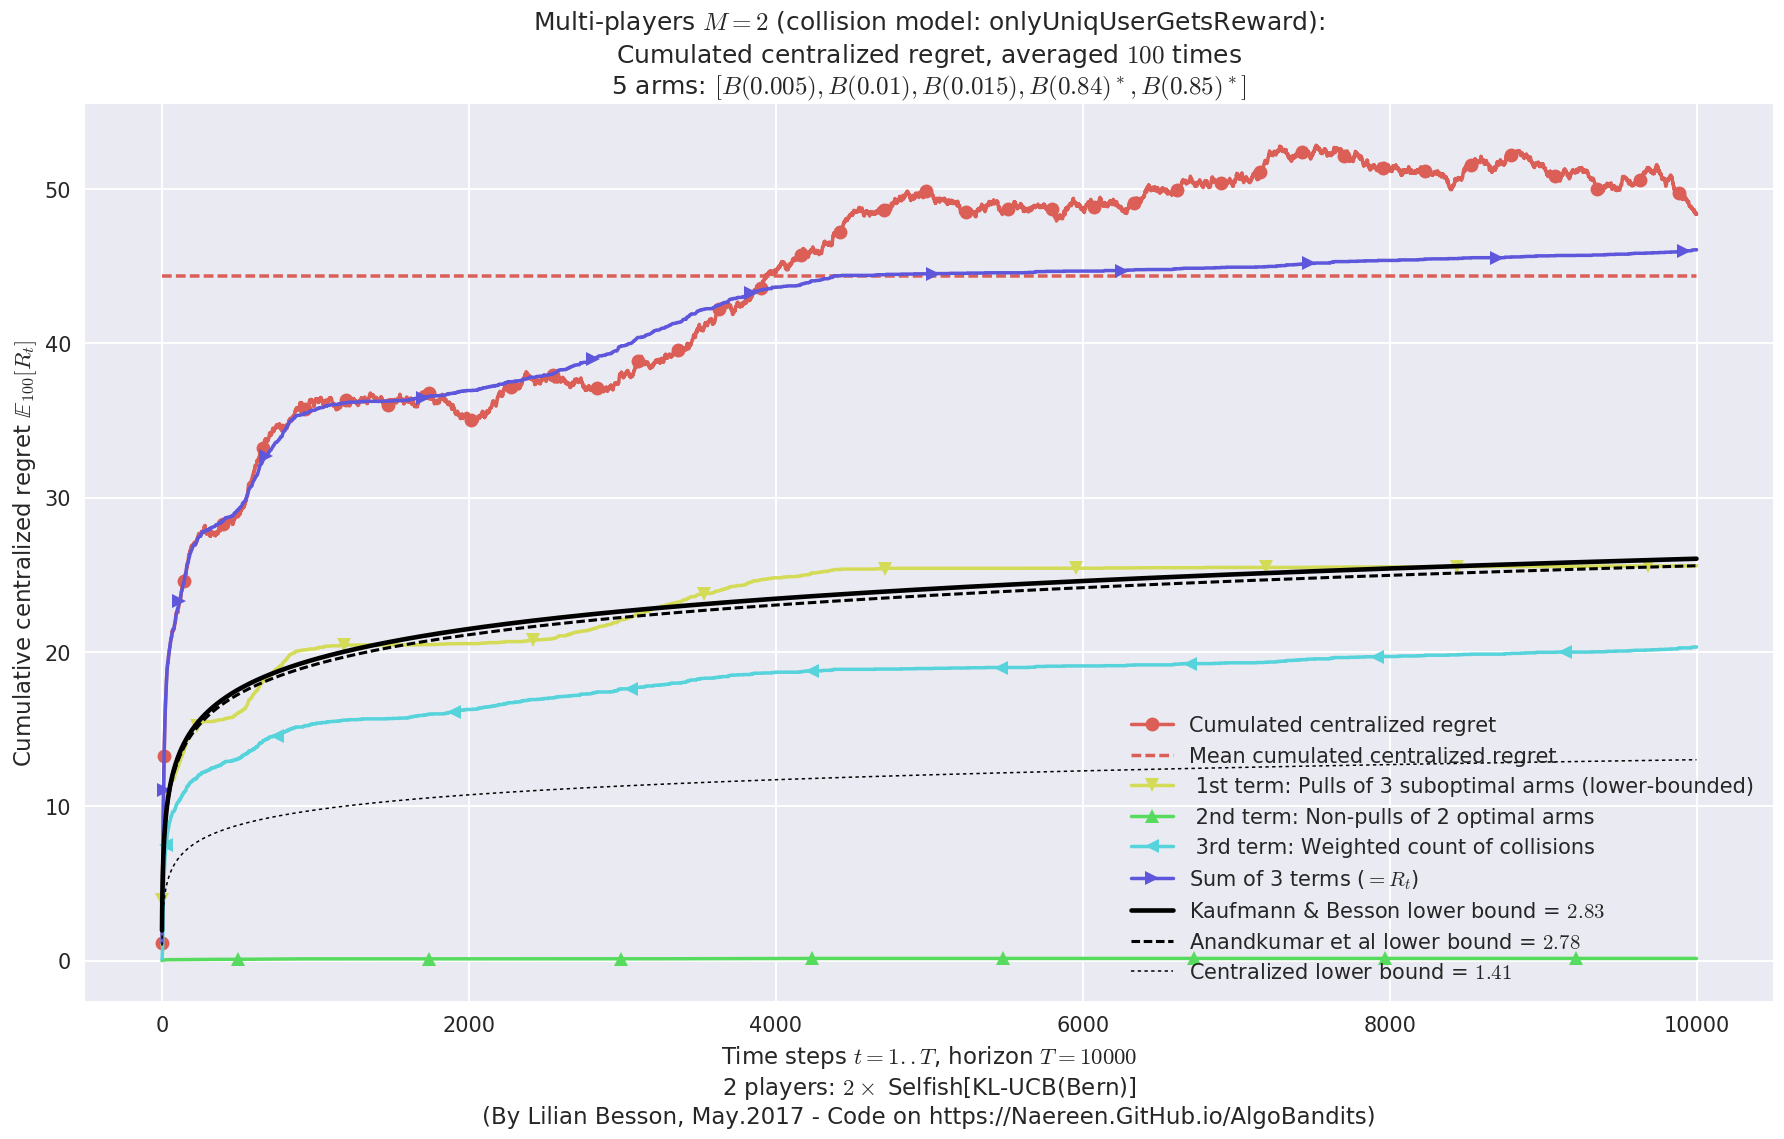 Multi-players M = 2 (collision model: onlyUniqUserGetsReward):
Cumulated centralized regret, averaged 100 times
5 arms: [B(0.005), B(0.01), B(0.015), B(0.84)*, B(0.85)*]
Cumulative centralized regret 𝔼₁₀₀[Rₜ]
50
40
30
20
10
0
Cumulated centralized regret
Mean cumulated centralized regret
1st term: Pulls of 3 suboptimal arms (lower-bounded)
2nd term: Non-pulls of 2 optimal arms
3rd term: Weighted count of collisions
Sum of 3 terms (= Rₜ)
Kaufmann & Besson lower bound = 2.83
Anandkumar et al lower bound = 2.78
Centralized lower bound = 1.41
0 2000 4000 6000 8000 10000
Time steps t = 1..T, horizon T = 10000
2 players: 2 × Selfish[KL-UCB(Bern)]
(By Lilian Besson, May.2017 - Code on https://Naereen.GitHub.io/AlgoBandits)